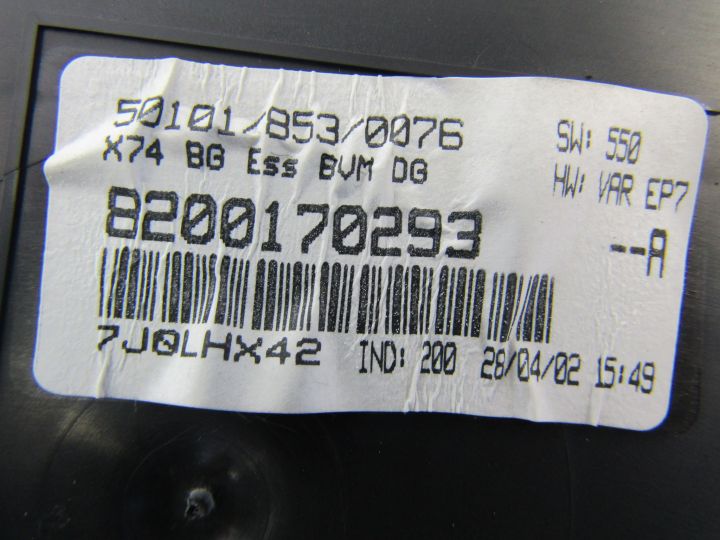 50101/853/0076
SW: 550
X74 BG Ess BVM DG
HW: VAR EP7
8200170293
--A
7J0LHX42
IND: 200 28/04/02 15:49